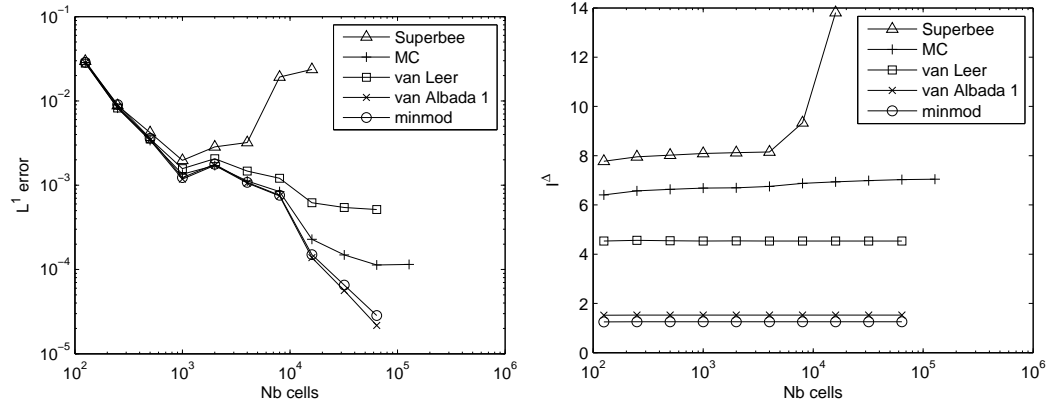 10^-1
10^-2
10^-3
10^-4
10^-5
L^1 error
10^2
10^3
10^4
10^5
10^6
Nb cells
Superbee
MC
van Leer
van Albada 1
minmod
14
12
10
8
6
4
2
0
I^Δ
10^2
10^3
10^4
10^5
10^6
Nb cells
Superbee
MC
van Leer
van Albada 1
minmod